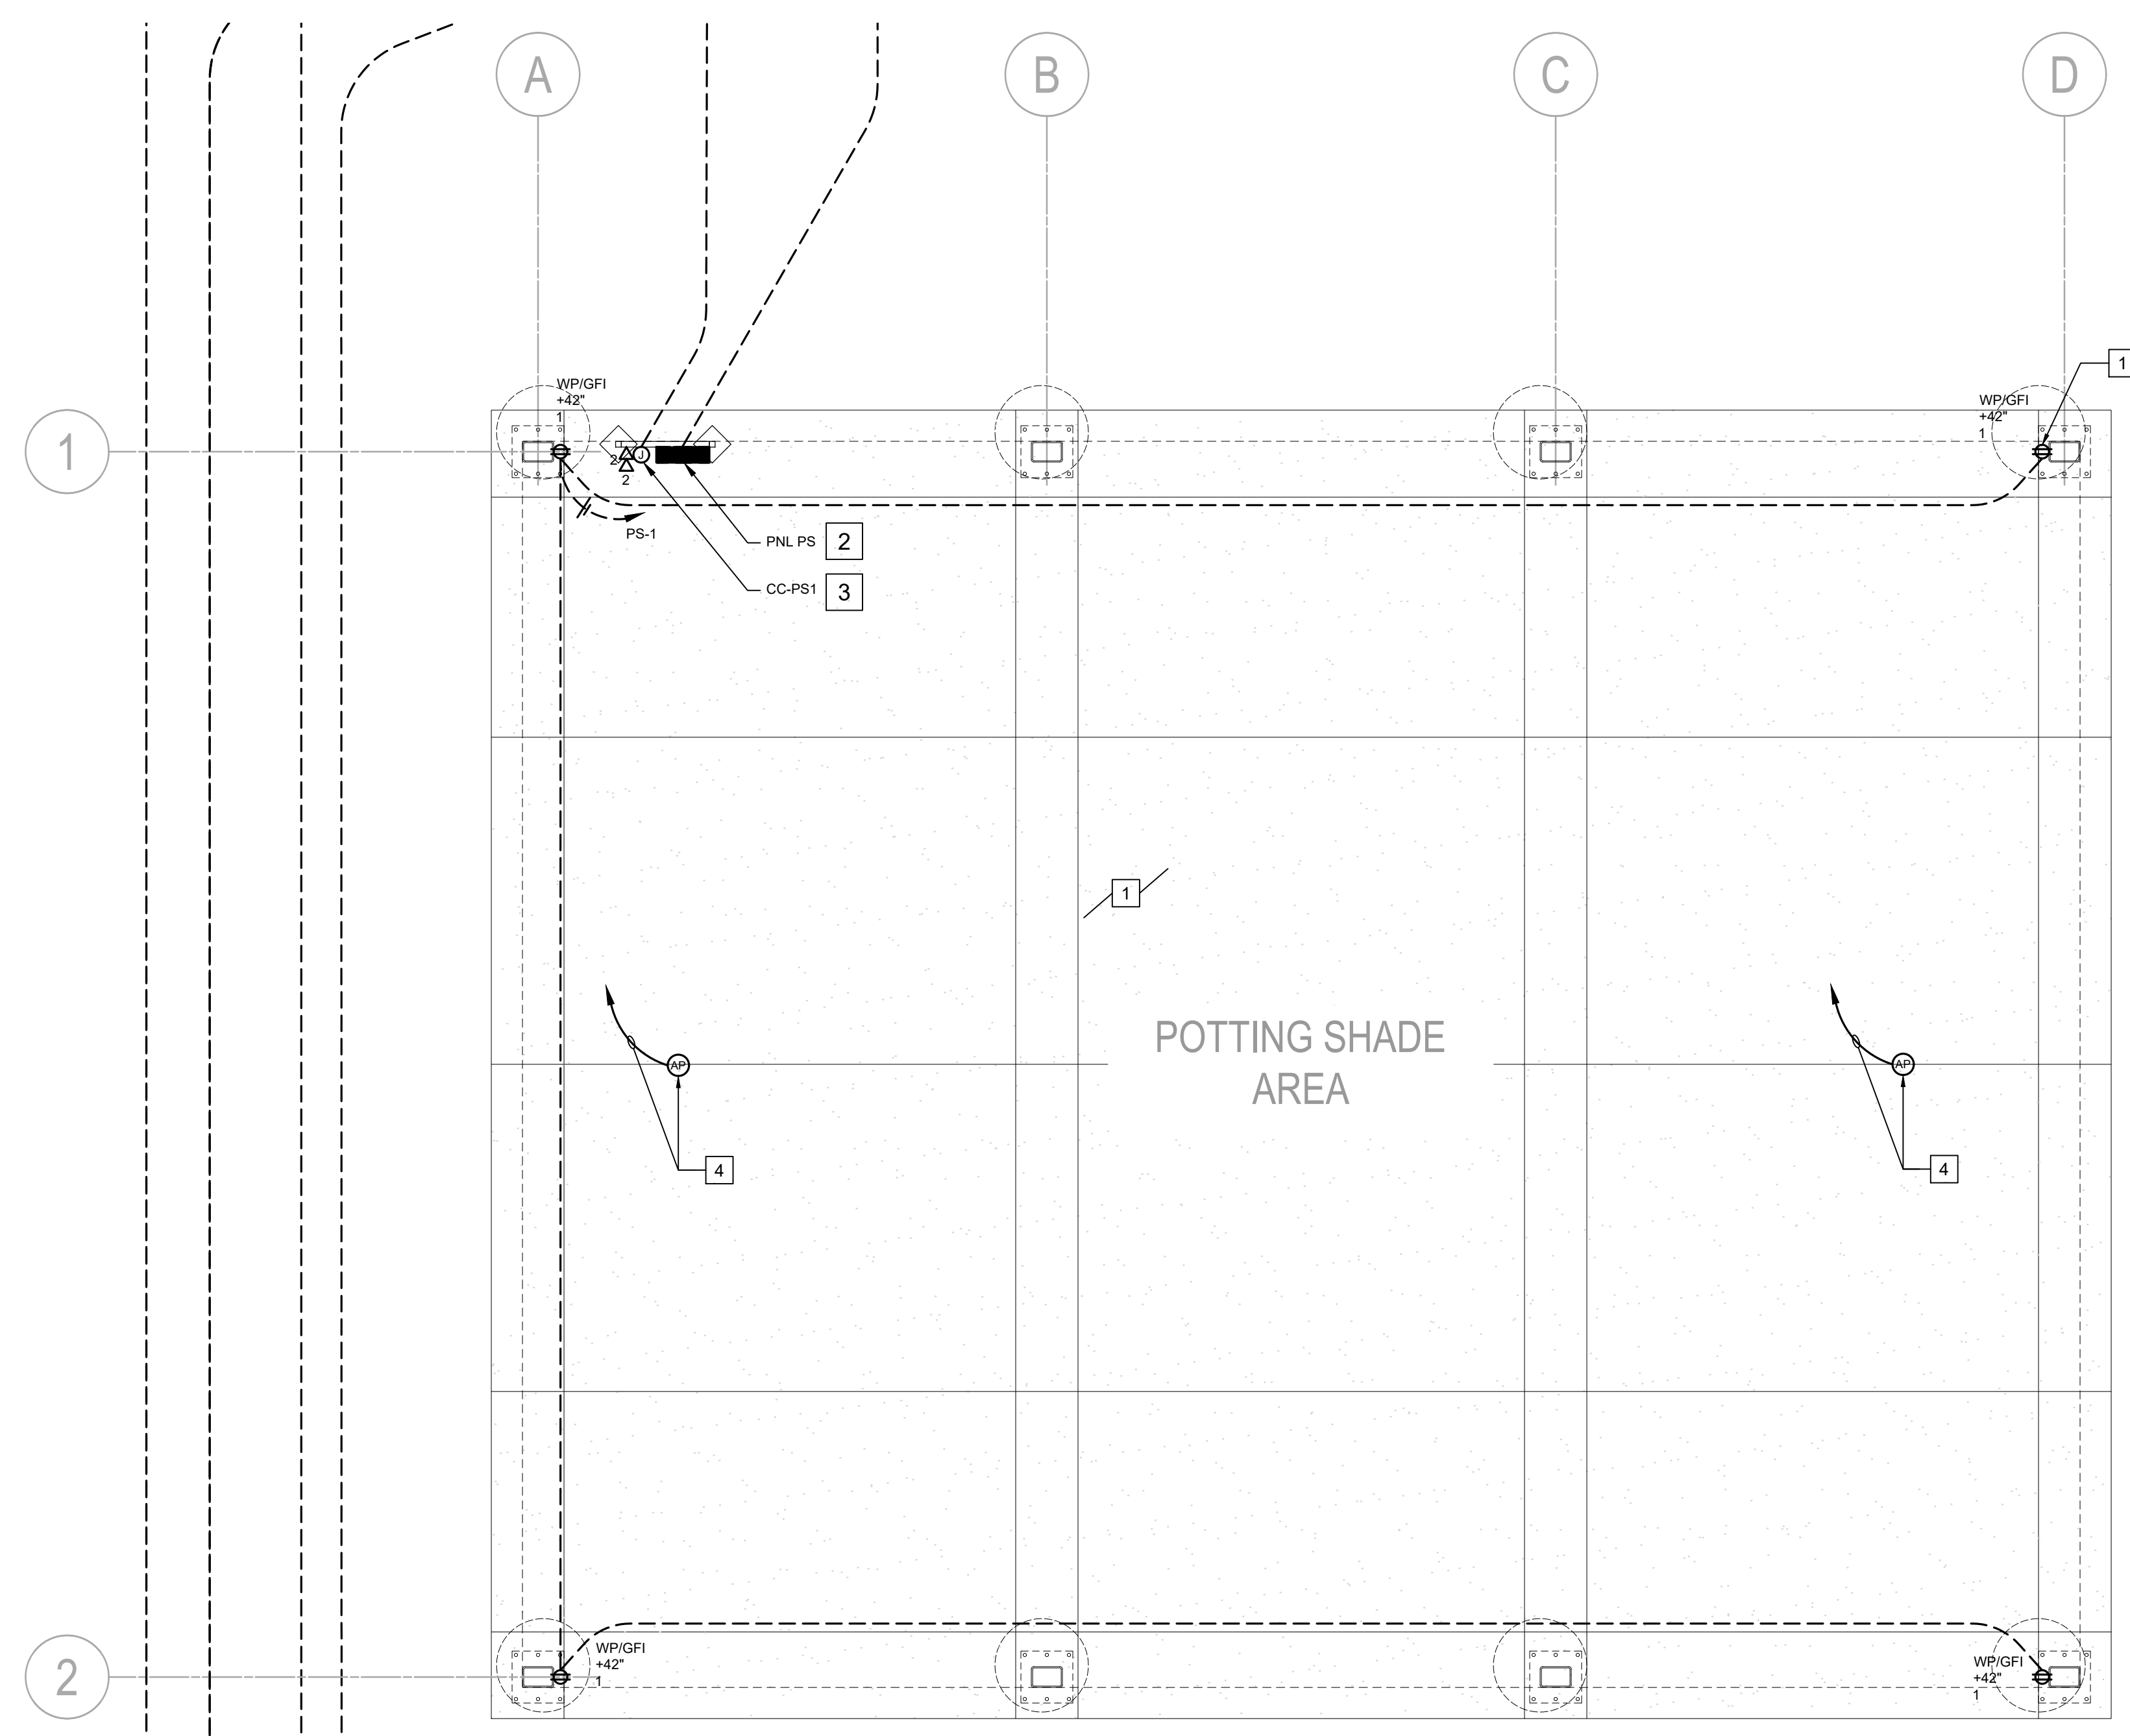 A
B
C
D
1
WP/GFI
+42"
1
WP/GFI
+42"
1
1
2
J
2
PS-1
PNL PS
2
CC-PS1
3
1
POTTING SHADE
AREA
AP
AP
4
4
WP/GFI
+42"
1
WP/GFI
+42"
1
2